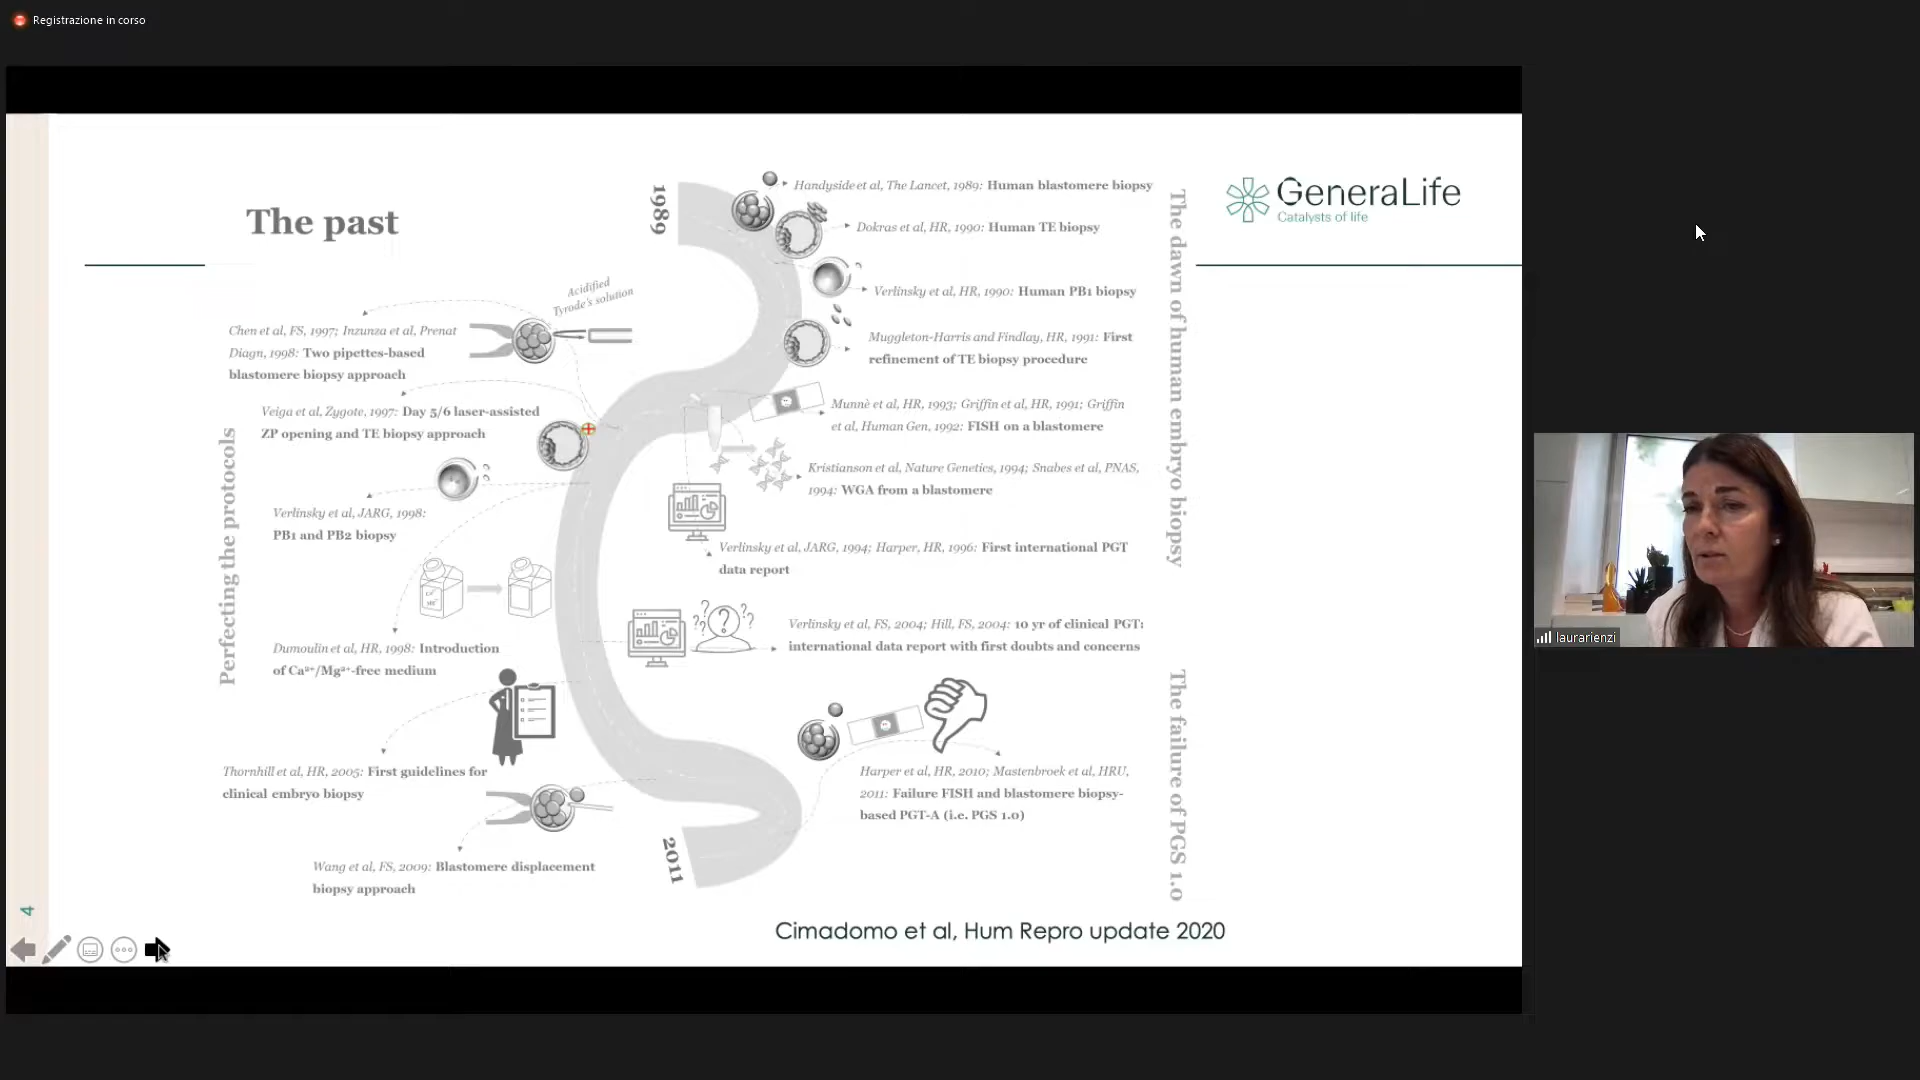 Registrazione in corso
The past
GeneraLife
Catalysts of life
1989
Handyside et al, The Lancet, 1989: Human blastomere biopsy
Dokras et al, HR, 1990: Human TE biopsy
Verlinsky et al, HR, 1990: Human PB1 biopsy
Muggleton-Harris and Findlay, HR, 1991: First
refinement of TE biopsy procedure
Munnè et al, HR, 1993; Griffin et al, HR, 1991; Griffin
et al, Human Gen, 1992: FISH on a blastomere
Kristianson et al, Nature Genetics, 1994; Snabes et al, PNAS,
1994: WGA from a blastomere
Verlinsky et al, JARG, 1994; Harper, HR, 1996: First international PGT
data report
Verlinsky et al, FS, 2004; Hill, FS, 2004: 10 yr of clinical PGT:
international data report with first doubts and concerns
Harper et al, HR, 2010; Mastenbroek et al, HRU,
2011: Failure FISH and blastomere biopsy-
based PGT-A (i.e. PGS 1.0)
The dawn of human embryo biopsy
The failure of PGS 1.0
Acidified
Tyrode's solution
Chen et al, FS, 1997; Inzunza et al, Prenat
Diagn, 1998: Two pipettes-based
blastomere biopsy approach
Veiga et al, Zygote, 1997: Day 5/6 laser-assisted
ZP opening and TE biopsy approach
Verlinsky et al, JARG, 1998:
PB1 and PB2 biopsy
Dumoulin et al, HR, 1998: Introduction
of Ca²⁺/Mg²⁺-free medium
Thornhill et al, HR, 2005: First guidelines for
clinical embryo biopsy
Wang et al, FS, 2009: Blastomere displacement
biopsy approach
Perfecting the protocols
2011
Cimadomo et al, Hum Repro update 2020
4
laurarienzi